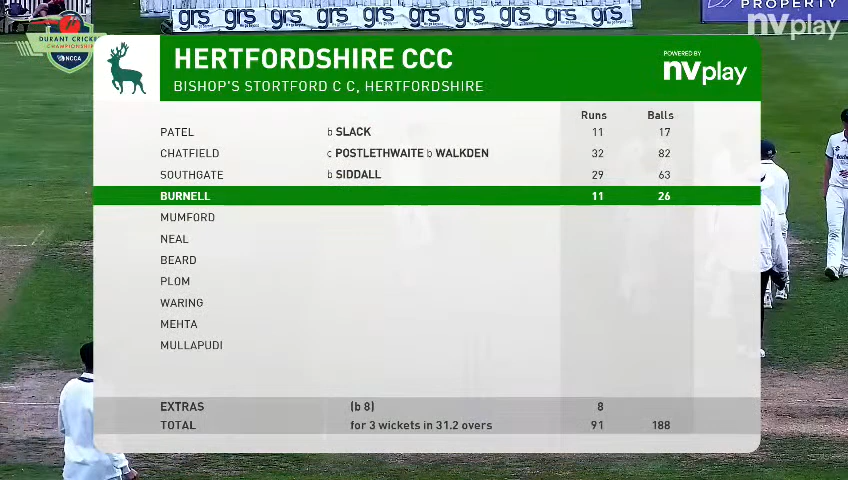 grs grs grs grs grs grs grs grs grs
PROPERTY
nvplay
DURANT CRICKET
CHAMPIONSHIP
NCCA
HERTFORDSHIRE CCC
BISHOP'S STORTFORD C C, HERTFORDSHIRE
POWERED BY
nvplay
Runs Balls
PATEL b SLACK 11 17
CHATFIELD c POSTLETHWAITE b WALKDEN 32 82
SOUTHGATE b SIDDALL 29 63
BURNELL 11 26
MUMFORD
NEAL
BEARD
PLOM
WARING
MEHTA
MULLAPUDI
EXTRAS (b 8) 8
TOTAL for 3 wickets in 31.2 overs 91 188